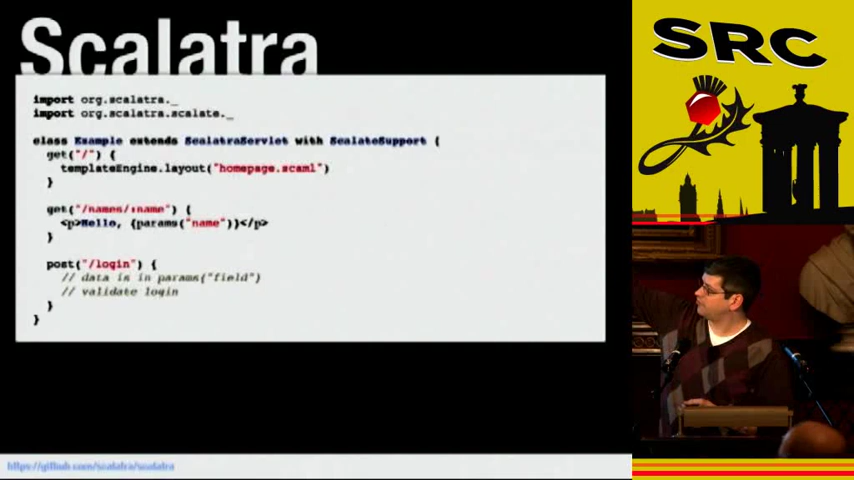 Scalatra
import org.scalatra._
import org.scalatra.scalate._
class Example extends ScalatraServlet with ScalateSupport {
get("/") {
templateEngine.layout("homepage.scaml")
}
get("/names/:name") {
<p>Hello, {params("name")}</p>
}
post("/login") {
// data is in params("field")
// validate login
}
}
https://github.com/scalatra/scalatra
SRC